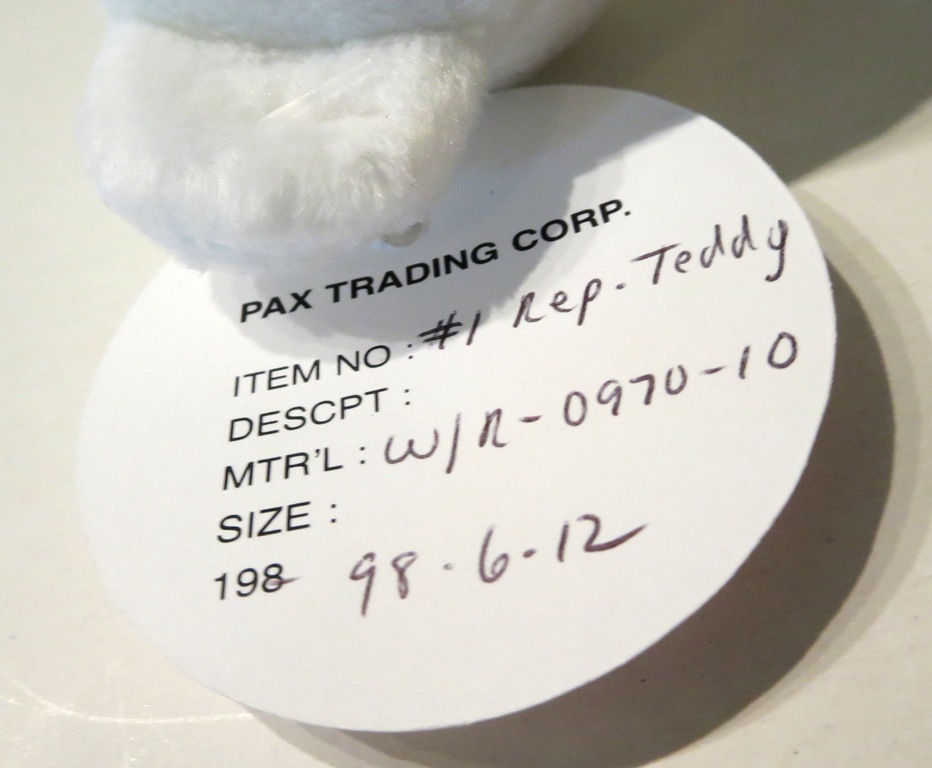 PAX TRADING CORP.
ITEM NO : #1 Rep. Teddy
DESCPT :
MTR'L : W/R-0970-10
SIZE :
198 98.6.12